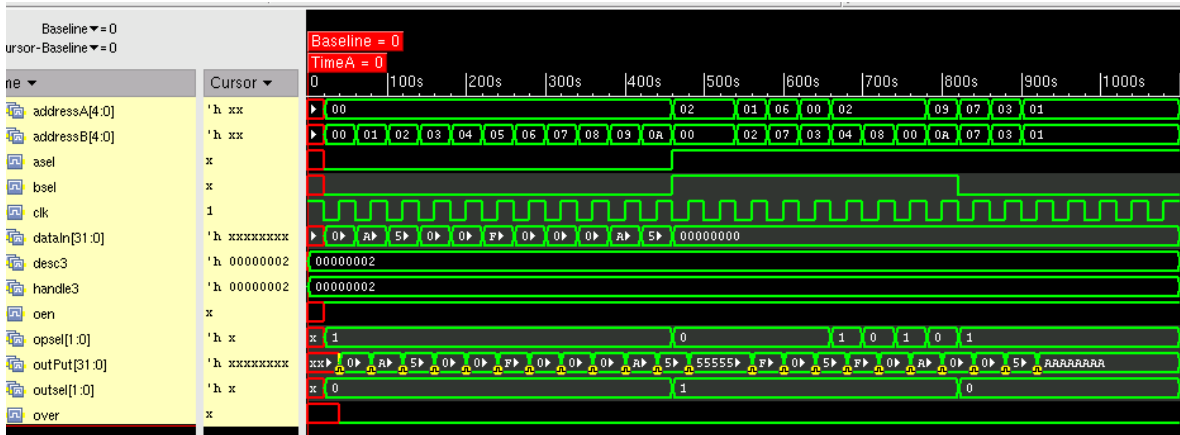 Baseline▼=0
ursor-Baseline▼=0
Baseline = 0
TimeA = 0
me ▼ Cursor ▼ 0 100s 200s 300s 400s 500s 600s 700s 800s 900s 1000s
addressA[4:0] 'h xx 00 02 01 06 00 02 09 07 03 01
addressB[4:0] 'h xx 00 01 02 03 04 05 06 07 08 09 0A 00 02 07 03 04 08 00 0A 07 03 01
asel x
bsel x
clk 1
dataIn[31:0] 'h xxxxxxxx 0 A 5 0 0 F 0 0 0 A 5 00000000
desc3 'h 00000002 00000002
handle3 'h 00000002 00000002
oen x
opsel[1:0] 'h x x 1 0 1 0 1 0 1
outPut[31:0] 'h xxxxxxxx xx 0 A 5 0 0 F 0 0 0 A 5 55555 F 0 5 F 0 A 0 0 5 AAAAAAAA
outsel[1:0] 'h x x 0 1 0
over x